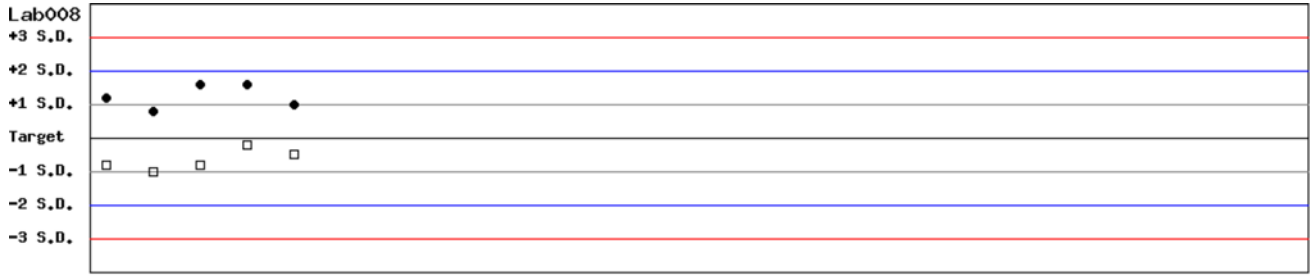 Lab008
+3 S.D.
+2 S.D.
+1 S.D.
Target
-1 S.D.
-2 S.D.
-3 S.D.